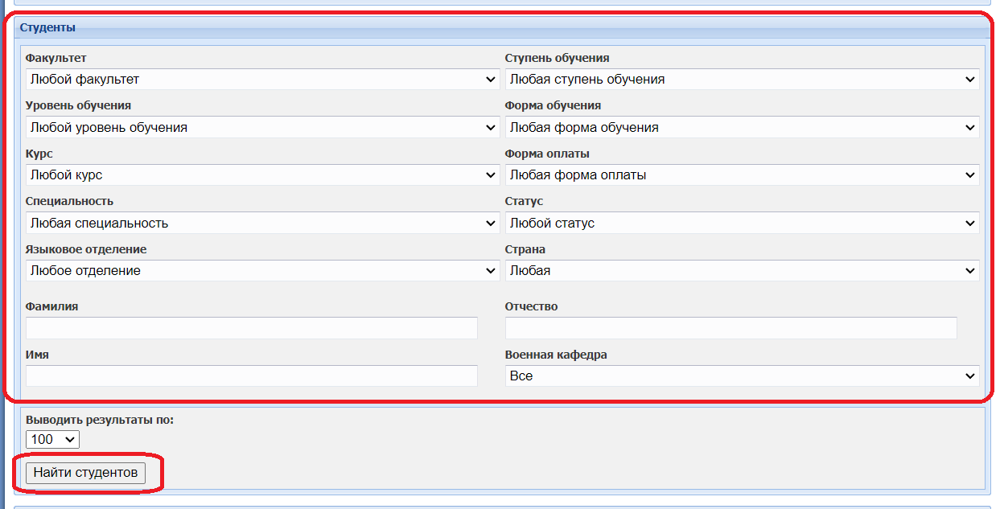 Студенты
Факультет Ступень обучения
Любой факультет Любая ступень обучения
Уровень обучения Форма обучения
Любой уровень обучения Любая форма обучения
Курс Форма оплаты
Любой курс Любая форма оплаты
Специальность Статус
Любая специальность Любой статус
Языковое отделение Страна
Любое отделение Любая
Фамилия Отчество
Имя Военная кафедра
Все
Выводить результаты по:
100
Найти студентов